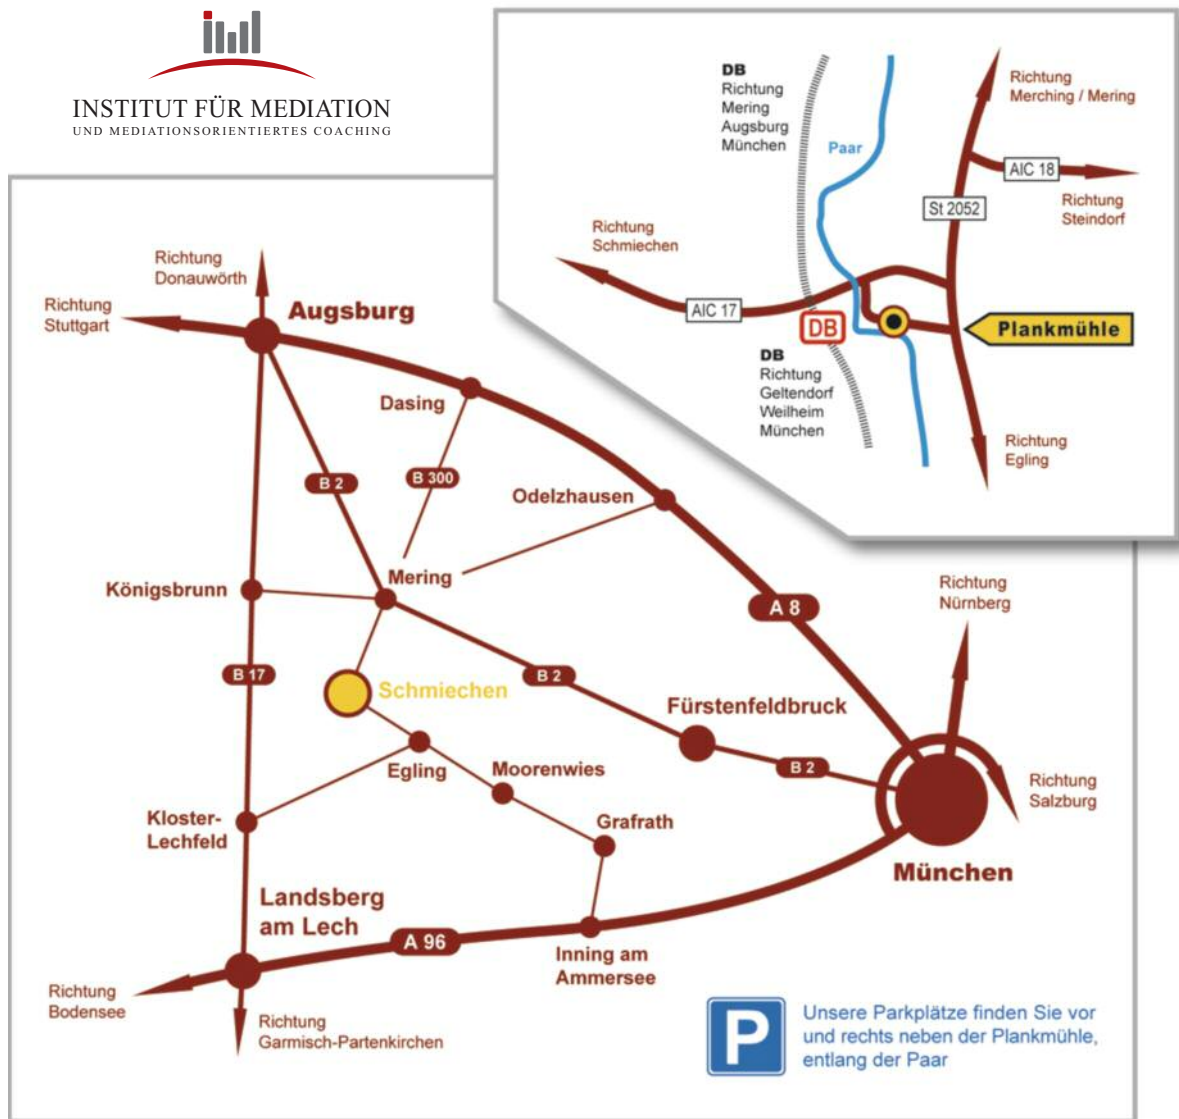 INSTITUT FÜR MEDIATION
UND MEDIATIONSORIENTIERTES COACHING
DB
Richtung
Mering
Augsburg
München
Paar
Richtung
Merching / Mering
AIC 18
Richtung
Steindorf
St 2052
Richtung
Schmiechen
AIC 17
DB
Plankmühle
DB
Richtung
Geltendorf
Weilheim
München
Richtung
Egling
Richtung
Donauwörth
Richtung
Stuttgart
Augsburg
Dasing
B 2
B 300
Odelzhausen
Mering
Königsbrunn
A 8
Richtung
Nürnberg
B 17
Schmiechen
B 2
Fürstenfeldbruck
B 2
Egling
Moorenwies
Richtung
Salzburg
Kloster-
Lechfeld
Grafrath
München
Landsberg
am Lech
A 96
Inning am
Ammersee
Richtung
Bodensee
Richtung
Garmisch-Partenkirchen
P
Unsere Parkplätze finden Sie vor
und rechts neben der Plankmühle,
entlang der Paar